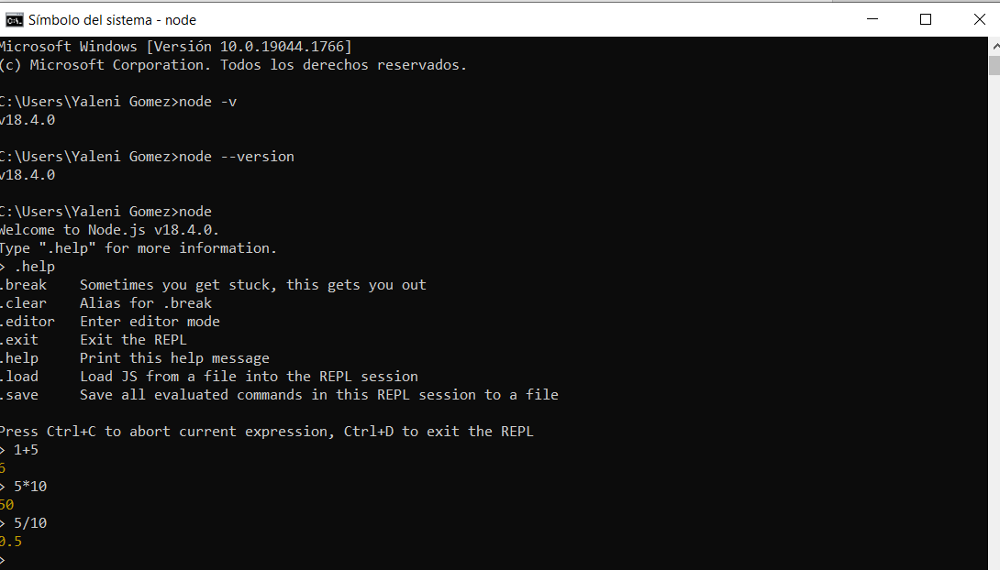 Símbolo del sistema - node
Microsoft Windows [Versión 10.0.19044.1766]
(c) Microsoft Corporation. Todos los derechos reservados.
C:\Users\Yaleni Gomez>node -v
v18.4.0
C:\Users\Yaleni Gomez>node --version
v18.4.0
C:\Users\Yaleni Gomez>node
Welcome to Node.js v18.4.0.
Type ".help" for more information.
> .help
.break    Sometimes you get stuck, this gets you out
.clear    Alias for .break
.editor   Enter editor mode
.exit     Exit the REPL
.help     Print this help message
.load     Load JS from a file into the REPL session
.save     Save all evaluated commands in this REPL session to a file
Press Ctrl+C to abort current expression, Ctrl+D to exit the REPL
> 1+5
6
> 5*10
50
> 5/10
0.5
>